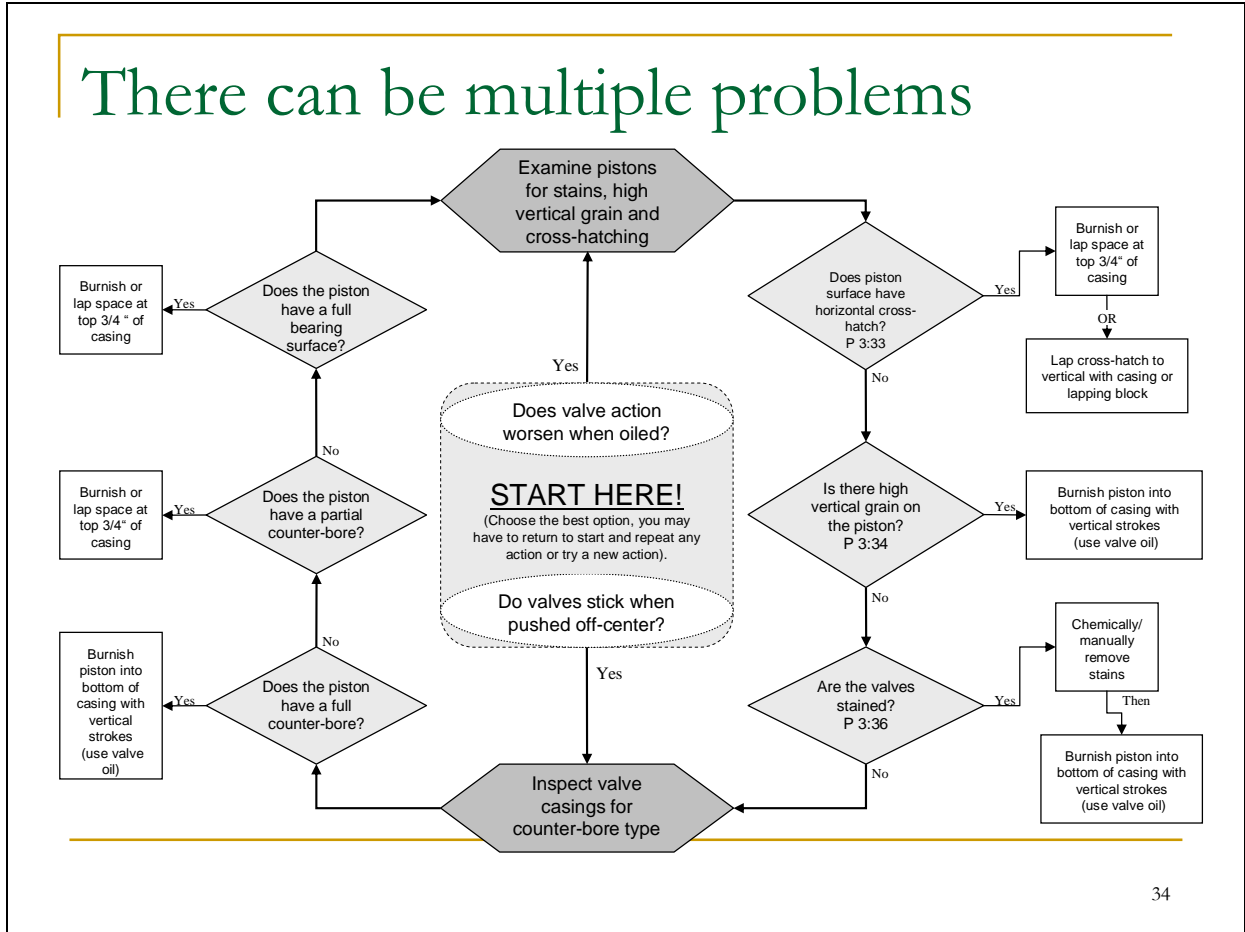 There can be multiple problems
Examine pistons
for stains, high
vertical grain and
cross-hatching
Does piston
surface have
horizontal cross-
hatch?
P 3:33
Yes
Burnish or
lap space at
top 3/4“ of
casing
OR
Lap cross-hatch to
vertical with casing or
lapping block
No
Is there high
vertical grain on
the piston?
P 3:34
Yes
Burnish piston into
bottom of casing with
vertical strokes
(use valve oil)
No
Are the valves
stained?
P 3:36
Yes
Chemically/
manually
remove
stains
Then
Burnish piston into
bottom of casing with
vertical strokes
(use valve oil)
No
Inspect valve
casings for
counter-bore type
Does the piston
have a full
counter-bore?
Yes
Burnish
piston into
bottom of
casing with
vertical
strokes
(use valve
oil)
No
Does the piston
have a partial
counter-bore?
Yes
Burnish or
lap space at
top 3/4“ of
casing
No
Does the piston
have a full
bearing
surface?
Yes
Burnish or
lap space at
top 3/4 “ of
casing
Yes
Does valve action
worsen when oiled?
START HERE!
(Choose the best option, you may
have to return to start and repeat any
action or try a new action).
Do valves stick when
pushed off-center?
Yes
34